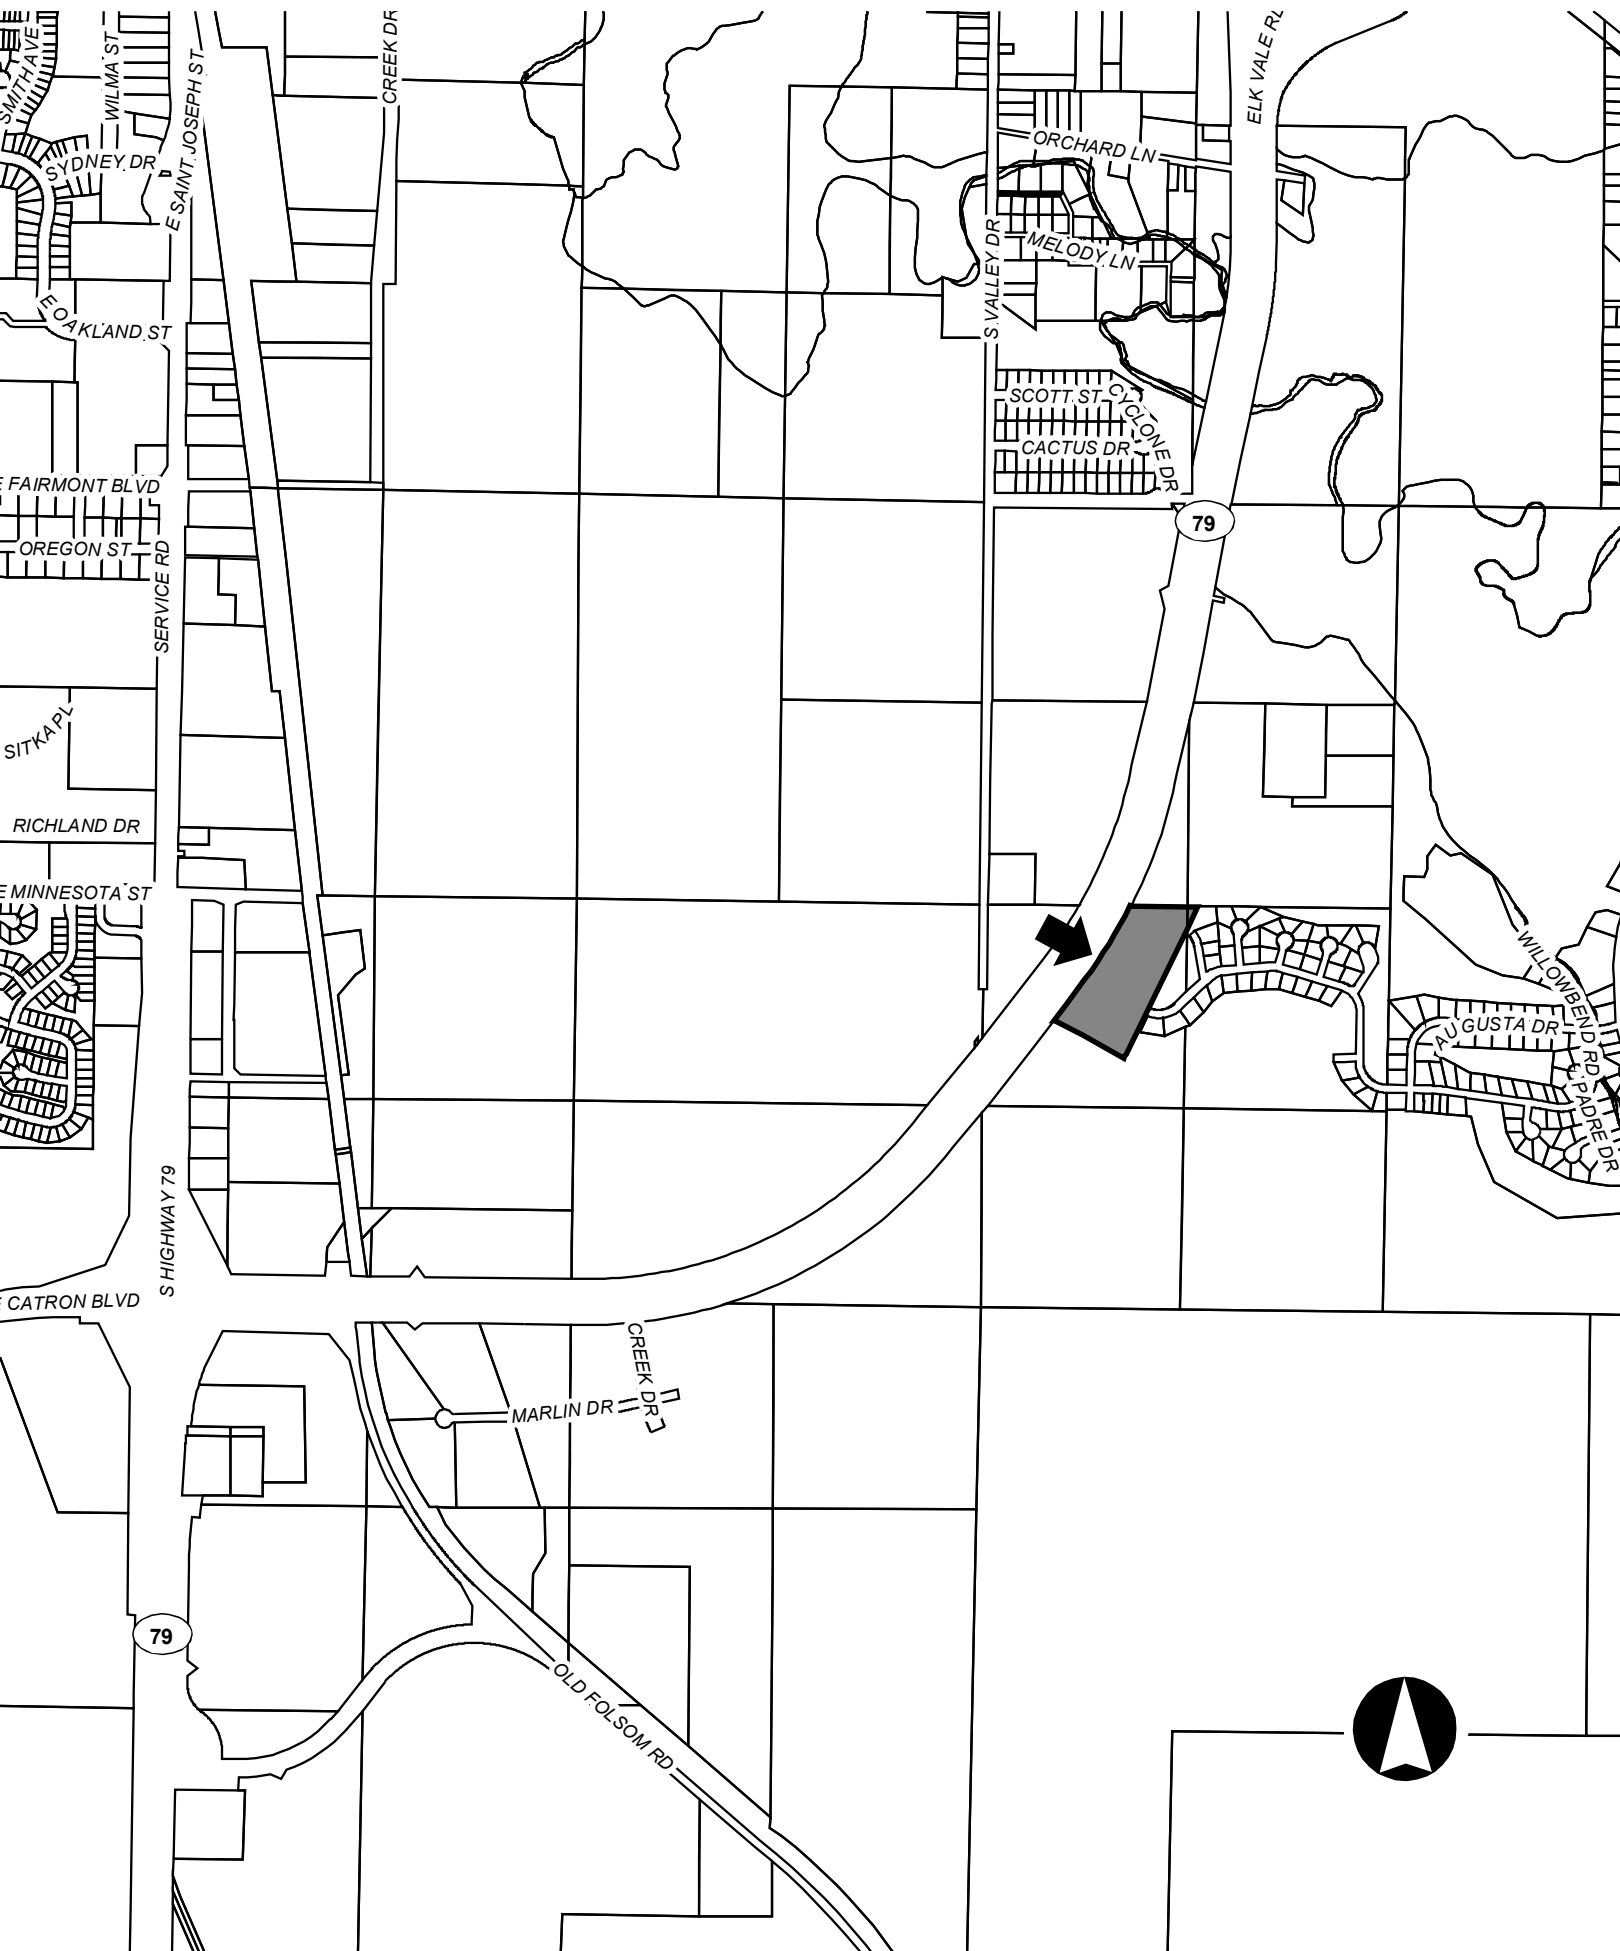 SMITH AVE
WILMA ST
E SAINT JOSEPH ST
CREEK DR
ELK VALE RD
SYDNEY DR
ORCHARD LN
S VALLEY DR
MELODY LN
E OAKLAND ST
SCOTT ST
CYCLONE DR
CACTUS DR
E FAIRMONT BLVD
79
OREGON ST
SERVICE RD
SITKA PL
RICHLAND DR
E MINNESOTA ST
WILLOWBEND RD
AUGUSTA DR
PADRE DR
S HIGHWAY 79
E CATRON BLVD
CREEK DR
MARLIN DR
79
OLD FOLSOM RD